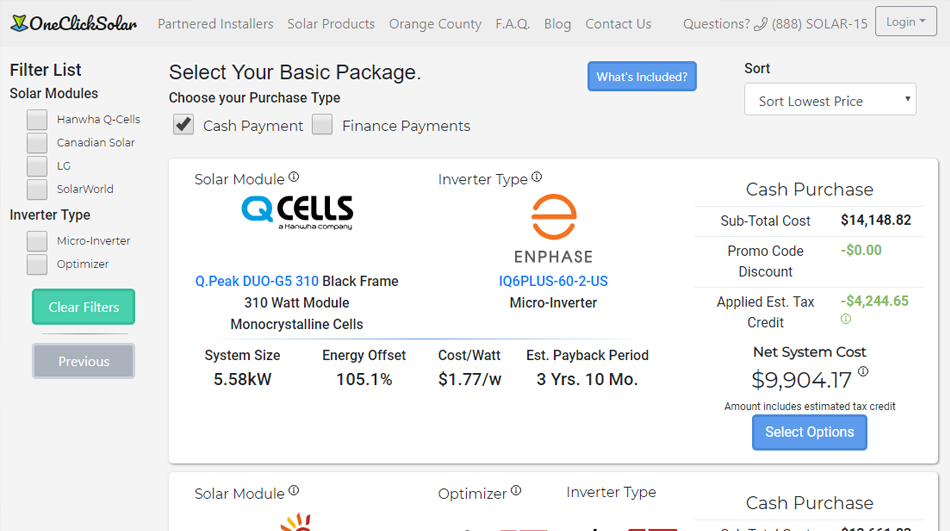 OneClickSolar Partnered Installers Solar Products Orange County F.A.Q. Blog Contact Us Questions? (888) SOLAR-15 Login
Filter List
Solar Modules
Hanwha Q-Cells
Canadian Solar
LG
SolarWorld
Inverter Type
Micro-Inverter
Optimizer
Clear Filters
Previous
Select Your Basic Package.
What's Included?
Sort
Sort Lowest Price
Choose your Purchase Type
Cash Payment Finance Payments
Solar Module
Q CELLS
a Hanwha company
Q.Peak DUO-G5 310 Black Frame
310 Watt Module
Monocrystalline Cells
Inverter Type
ENPHASE
IQ6PLUS-60-2-US
Micro-Inverter
System Size Energy Offset Cost/Watt Est. Payback Period
5.58kW 105.1% $1.77/w 3 Yrs. 10 Mo.
Cash Purchase
Sub-Total Cost $14,148.82
Promo Code -$0.00
Discount
Applied Est. Tax -$4,244.65
Credit
Net System Cost
$9,904.17
Amount includes estimated tax credit
Select Options
Solar Module Optimizer Inverter Type
Cash Purchase